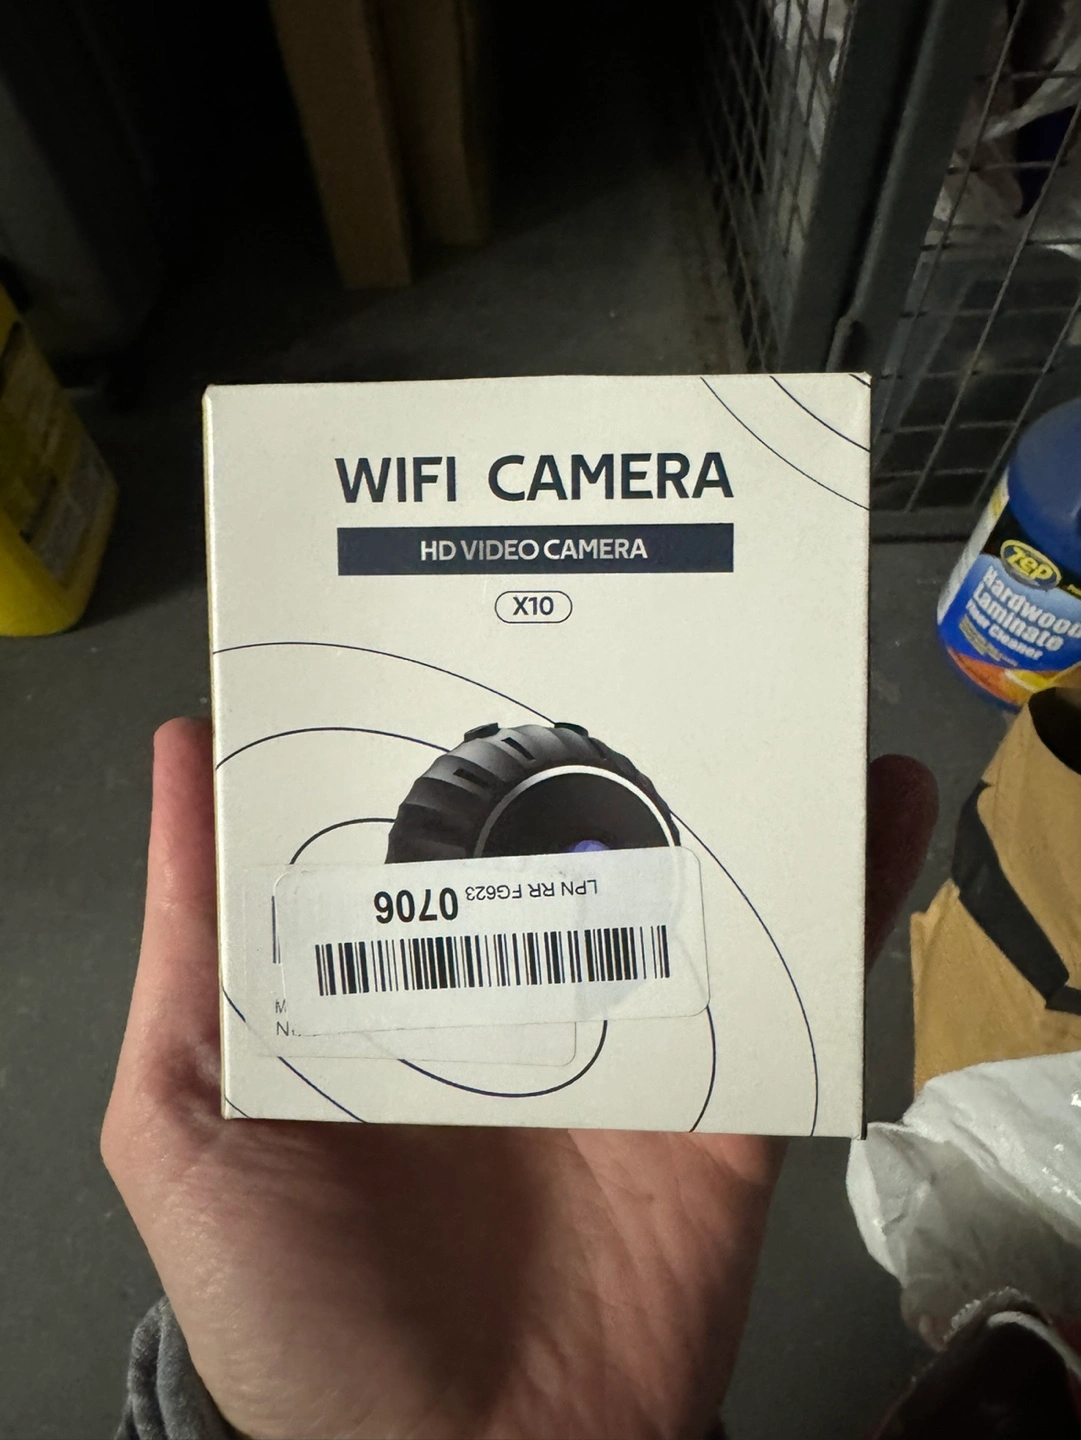 WIFI CAMERA
HD VIDEO CAMERA
X10
zep
Hardwood
Laminate
Floor Cleaner
LPN RR FG623 0706